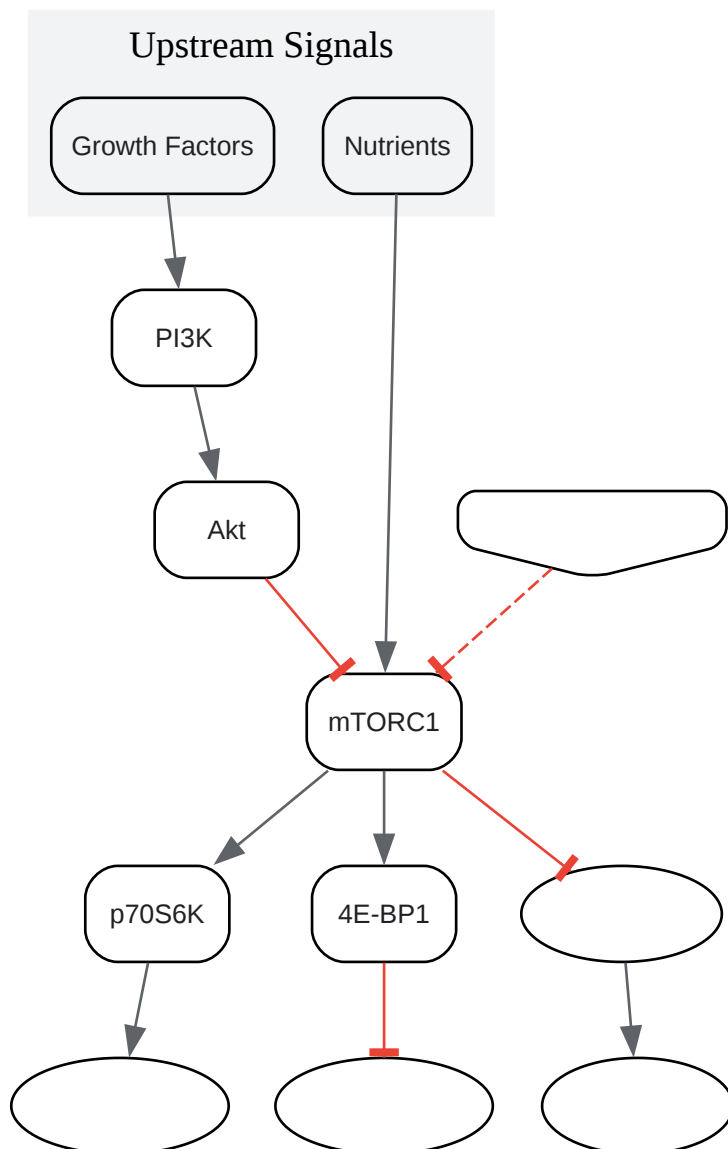 Upstream Signals
Growth Factors
Nutrients
PI3K
Akt
mTORC1
p70S6K
4E-BP1